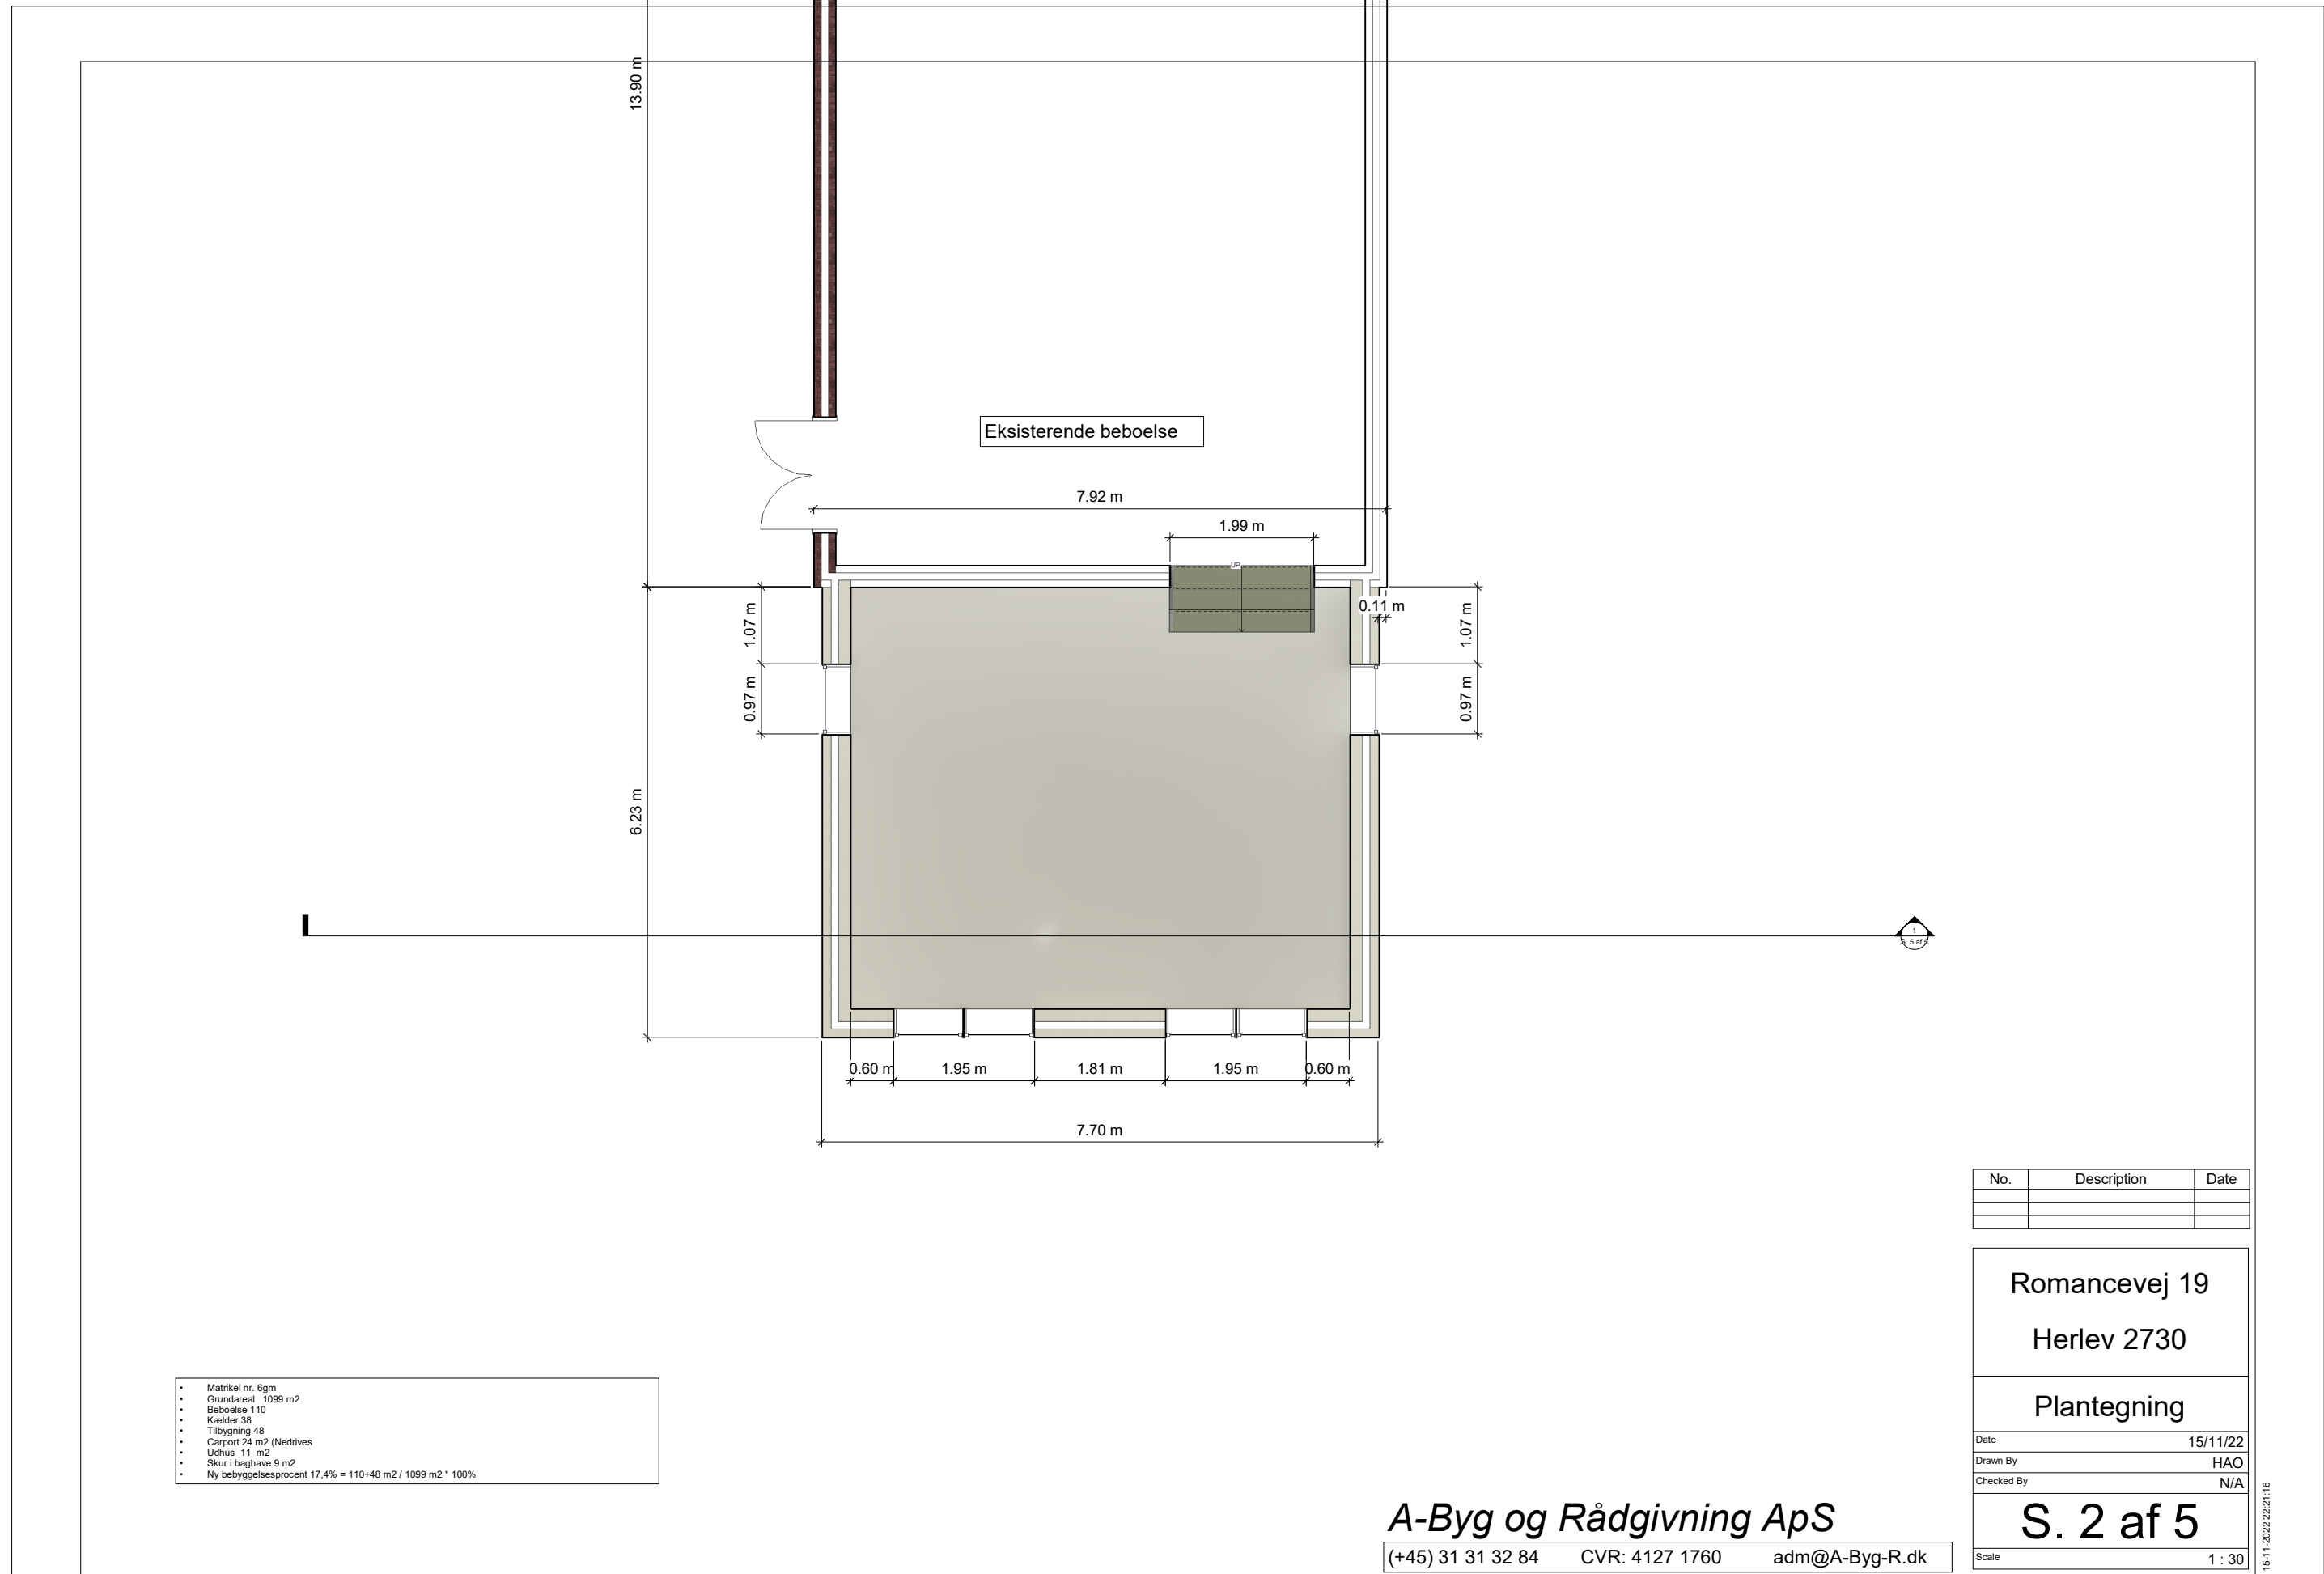 13.90 m
Eksisterende beboelse
7.92 m
1.99 m
UP
0.11 m
1.07 m
1.07 m
0.97 m
0.97 m
6.23 m
1
S. 5 af 5
0.60 m
1.95 m
1.81 m
1.95 m
0.60 m
7.70 m
No. Description Date
Romancevej 19
Herlev 2730
Plantegning
Date 15/11/22
Drawn By HAO
Checked By N/A
S. 2 af 5
Scale 1 : 30
15-11-2022 22:21:16
• Matrikel nr. 6gm
• Grundareal 1099 m2
• Beboelse 110
• Kælder 38
• Tilbygning 48
• Carport 24 m2 (Nedrives
• Udhus 11 m2
• Skur i baghave 9 m2
• Ny bebyggelsesprocent 17,4% = 110+48 m2 / 1099 m2 * 100%
A-Byg og Rådgivning ApS
(+45) 31 31 32 84 CVR: 4127 1760 adm@A-Byg-R.dk